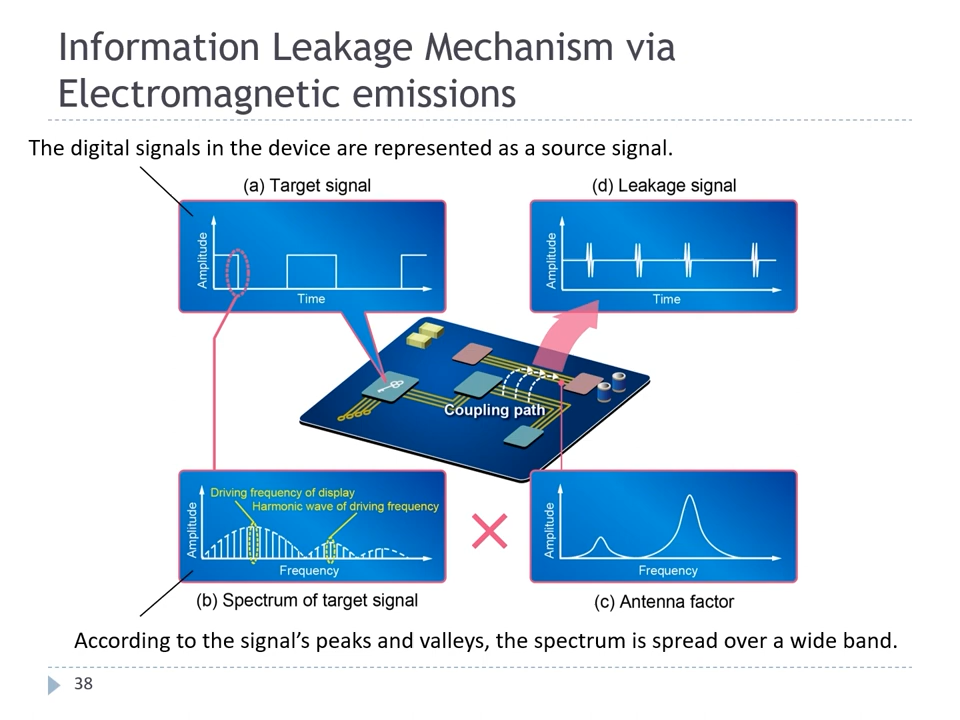 Information Leakage Mechanism via
Electromagnetic emissions
The digital signals in the device are represented as a source signal.
(a) Target signal
Amplitude
Time
(d) Leakage signal
Amplitude
Time
Coupling path
Driving frequency of display
Harmonic wave of driving frequency
Amplitude
Frequency
(b) Spectrum of target signal
Amplitude
Frequency
(c) Antenna factor
According to the signal’s peaks and valleys, the spectrum is spread over a wide band.
38